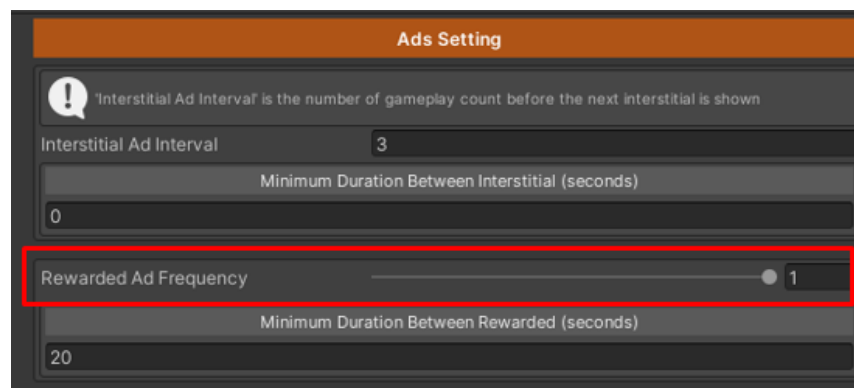 Ads Setting
'Interstitial Ad Interval' is the number of gameplay count before the next interstitial is shown
Interstitial Ad Interval 3
Minimum Duration Between Interstitial (seconds)
0
Rewarded Ad Frequency 1
Minimum Duration Between Rewarded (seconds)
20